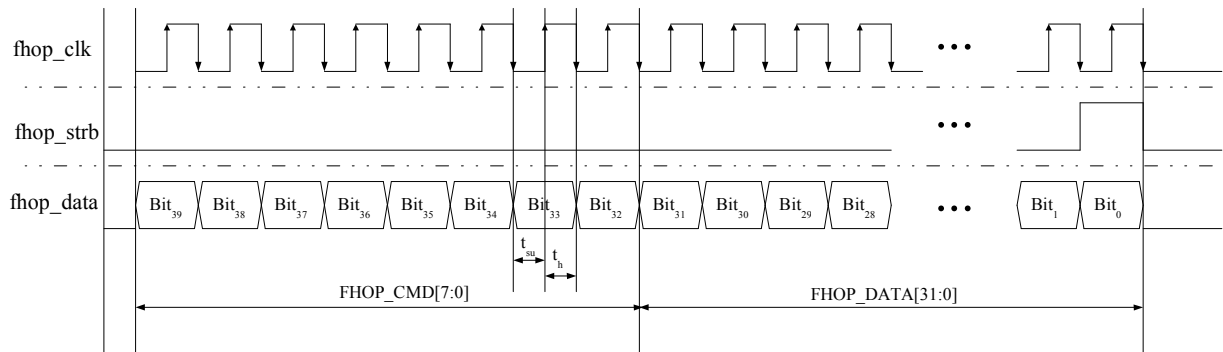 fhop_clk
•••
fhop_strb
•••
fhop_data
Bit39 Bit38 Bit37 Bit36 Bit35 Bit34 Bit33 Bit32 Bit31 Bit30 Bit29 Bit28 ••• Bit1 Bit0
tsu
th
FHOP_CMD[7:0]
FHOP_DATA[31:0]